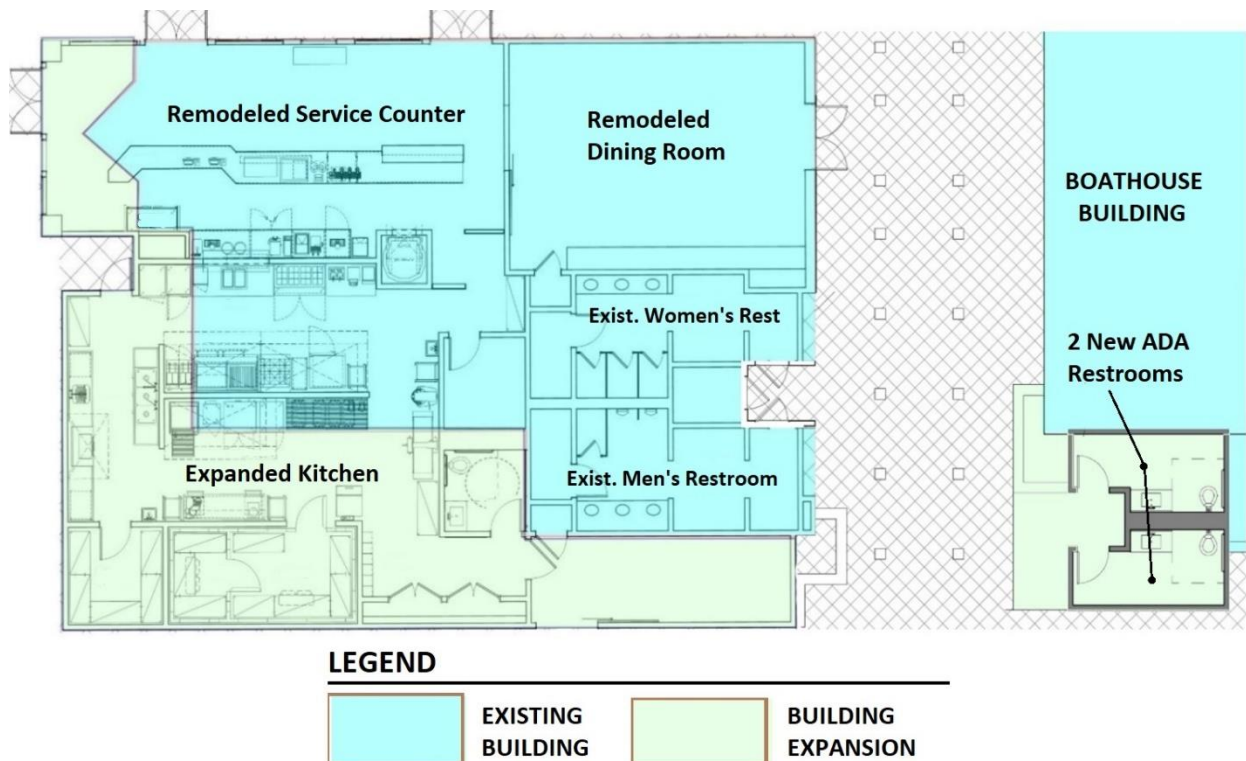 Remodeled Service Counter
Remodeled
Dining Room
BOATHOUSE
BUILDING
Exist. Women's Rest
2 New ADA
Restrooms
Expanded Kitchen
Exist. Men's Restroom
LEGEND
EXISTING
BUILDING
BUILDING
EXPANSION